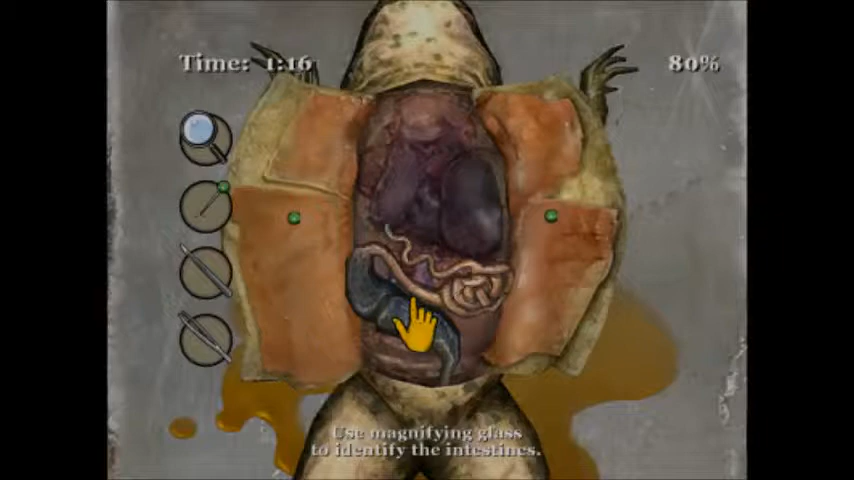 Time: 1:16
80%
Use magnifying glass
to identify the intestines.